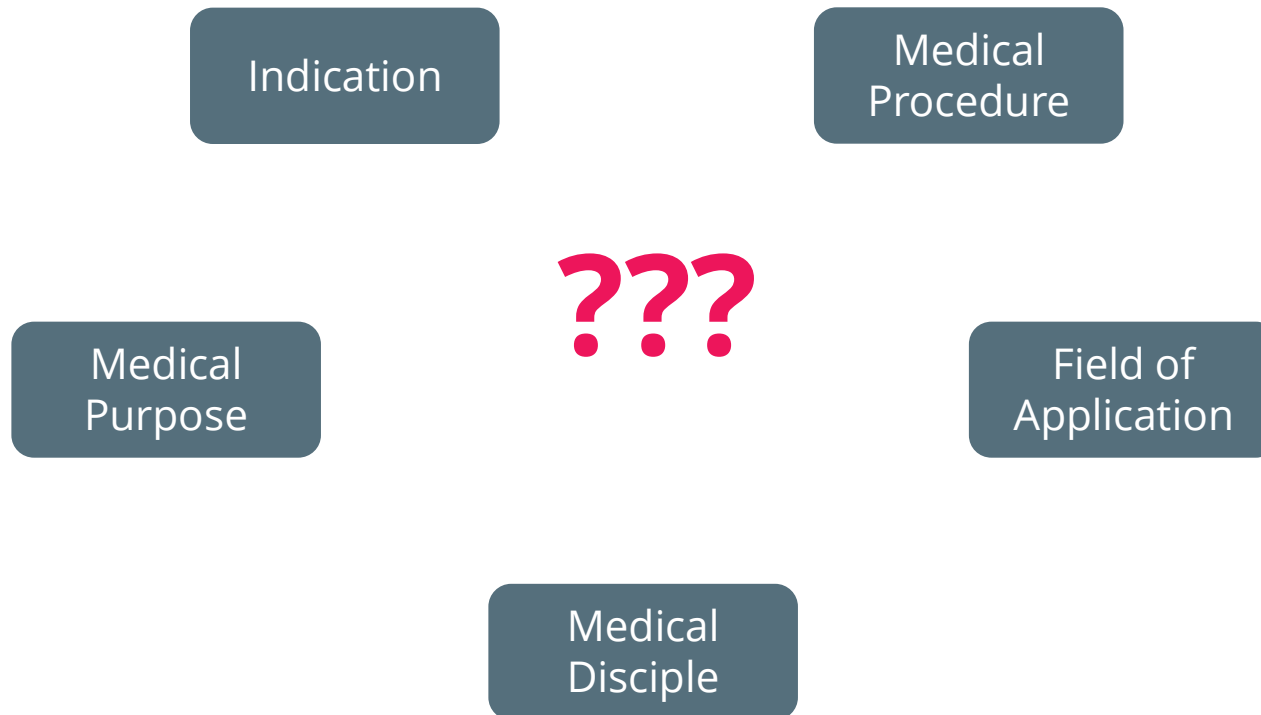 Indication
Medical
Procedure
???
Medical
Purpose
Field of
Application
Medical
Disciple